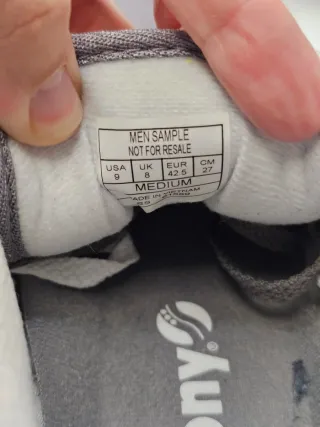 MEN SAMPLE
NOT FOR RESALE
USA UK EUR CM
9 8 42.5 27
MEDIUM
MADE IN VIETNAM
ony®